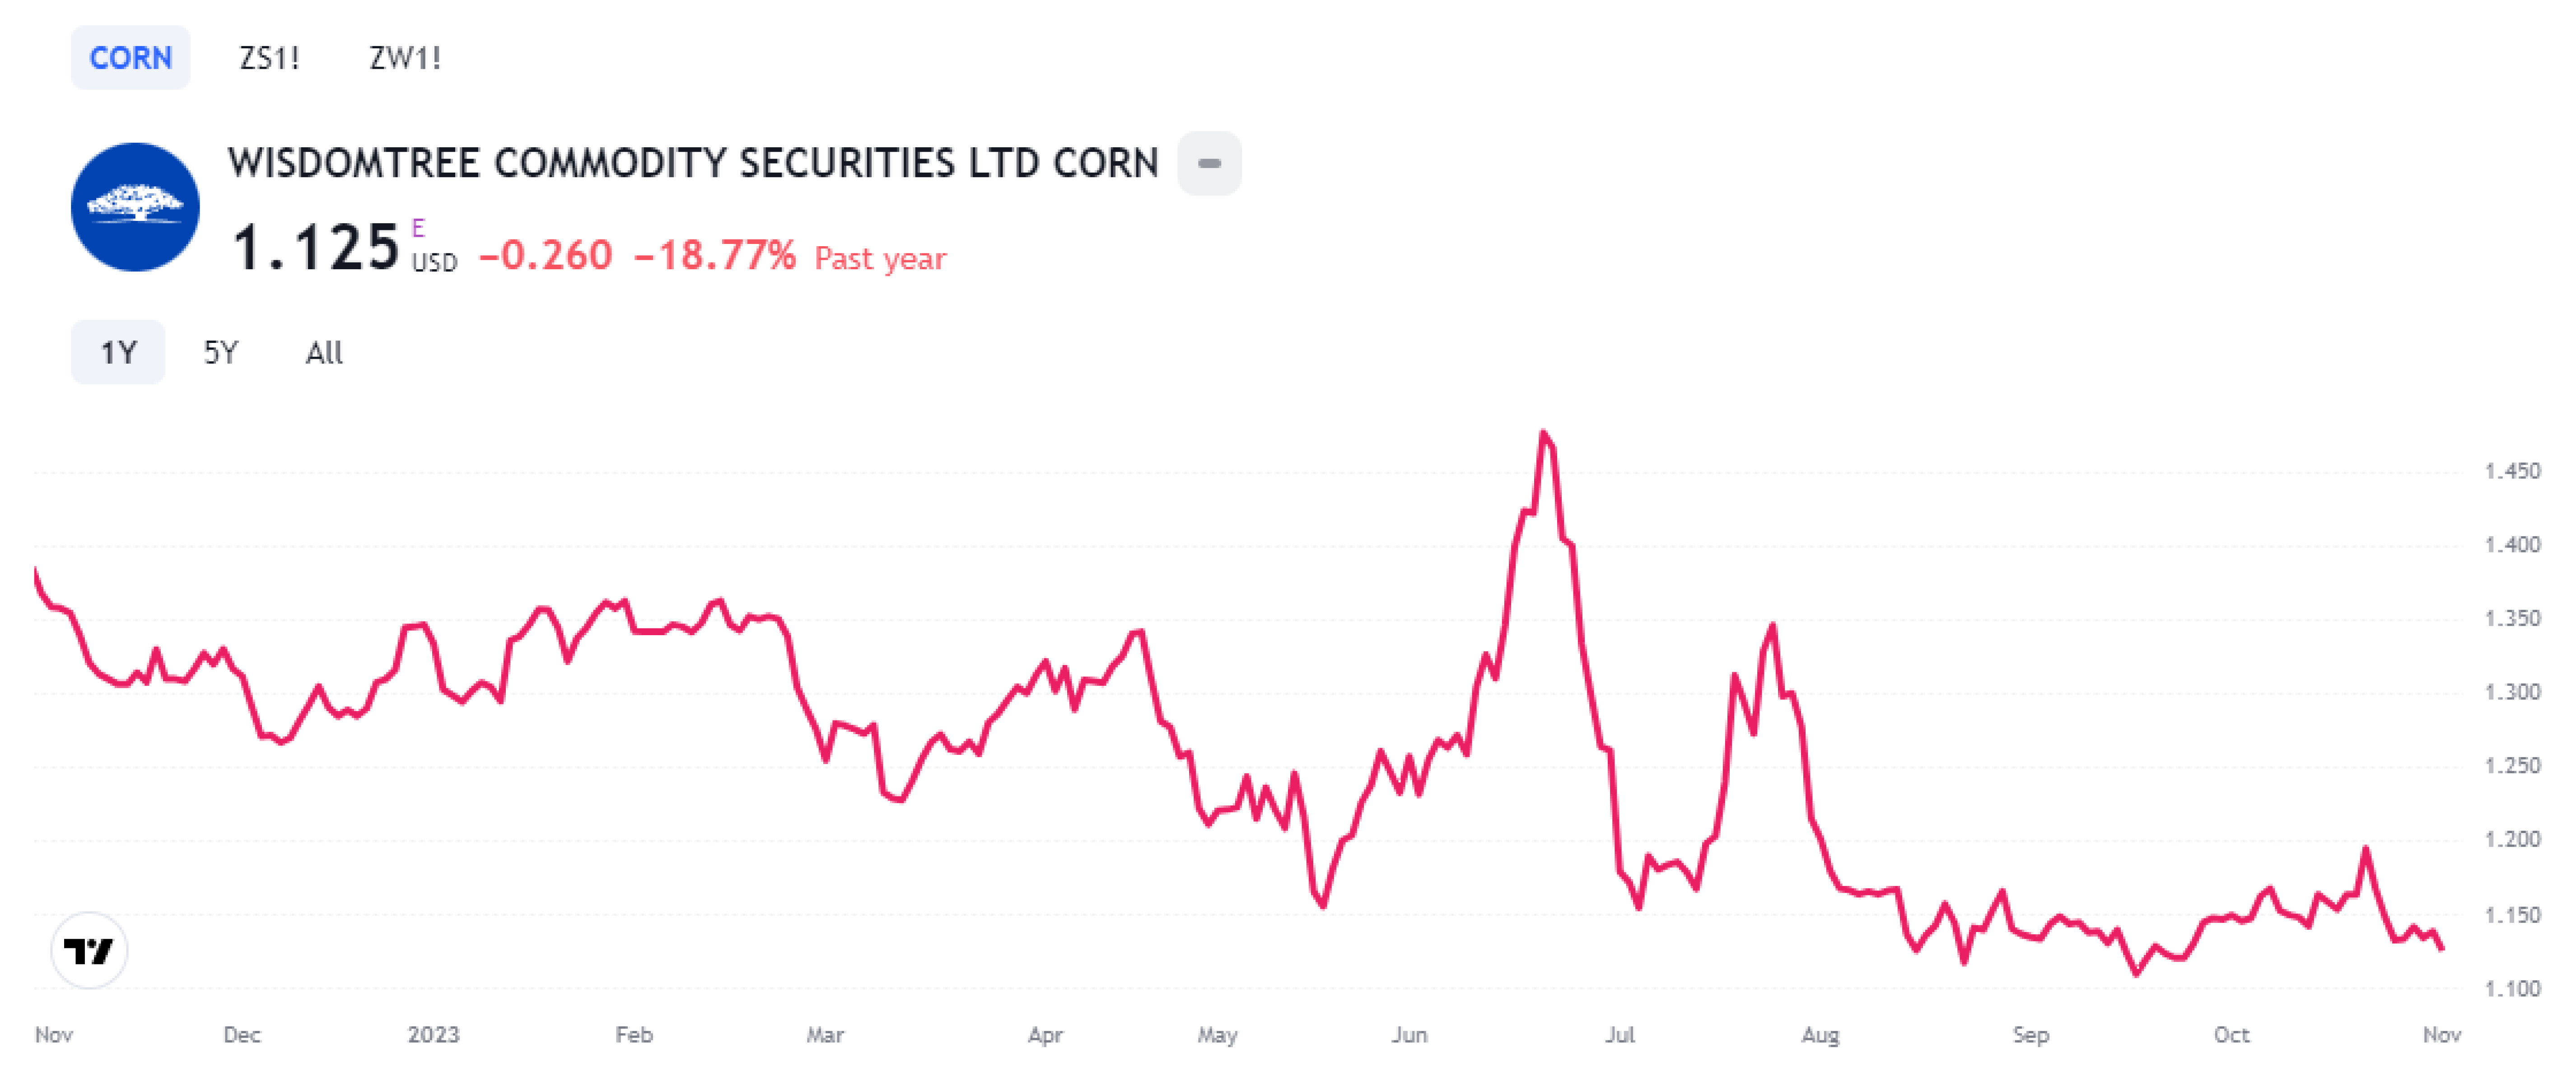 CORN ZS1! ZW1!
WISDOMTREE COMMODITY SECURITIES LTD CORN
1.125 E USD −0.260 −18.77% Past year
1Y 5Y All
1.450
1.400
1.350
1.300
1.250
1.200
1.150
1.100
Nov Dec 2023 Feb Mar Apr May Jun Jul Aug Sep Oct Nov